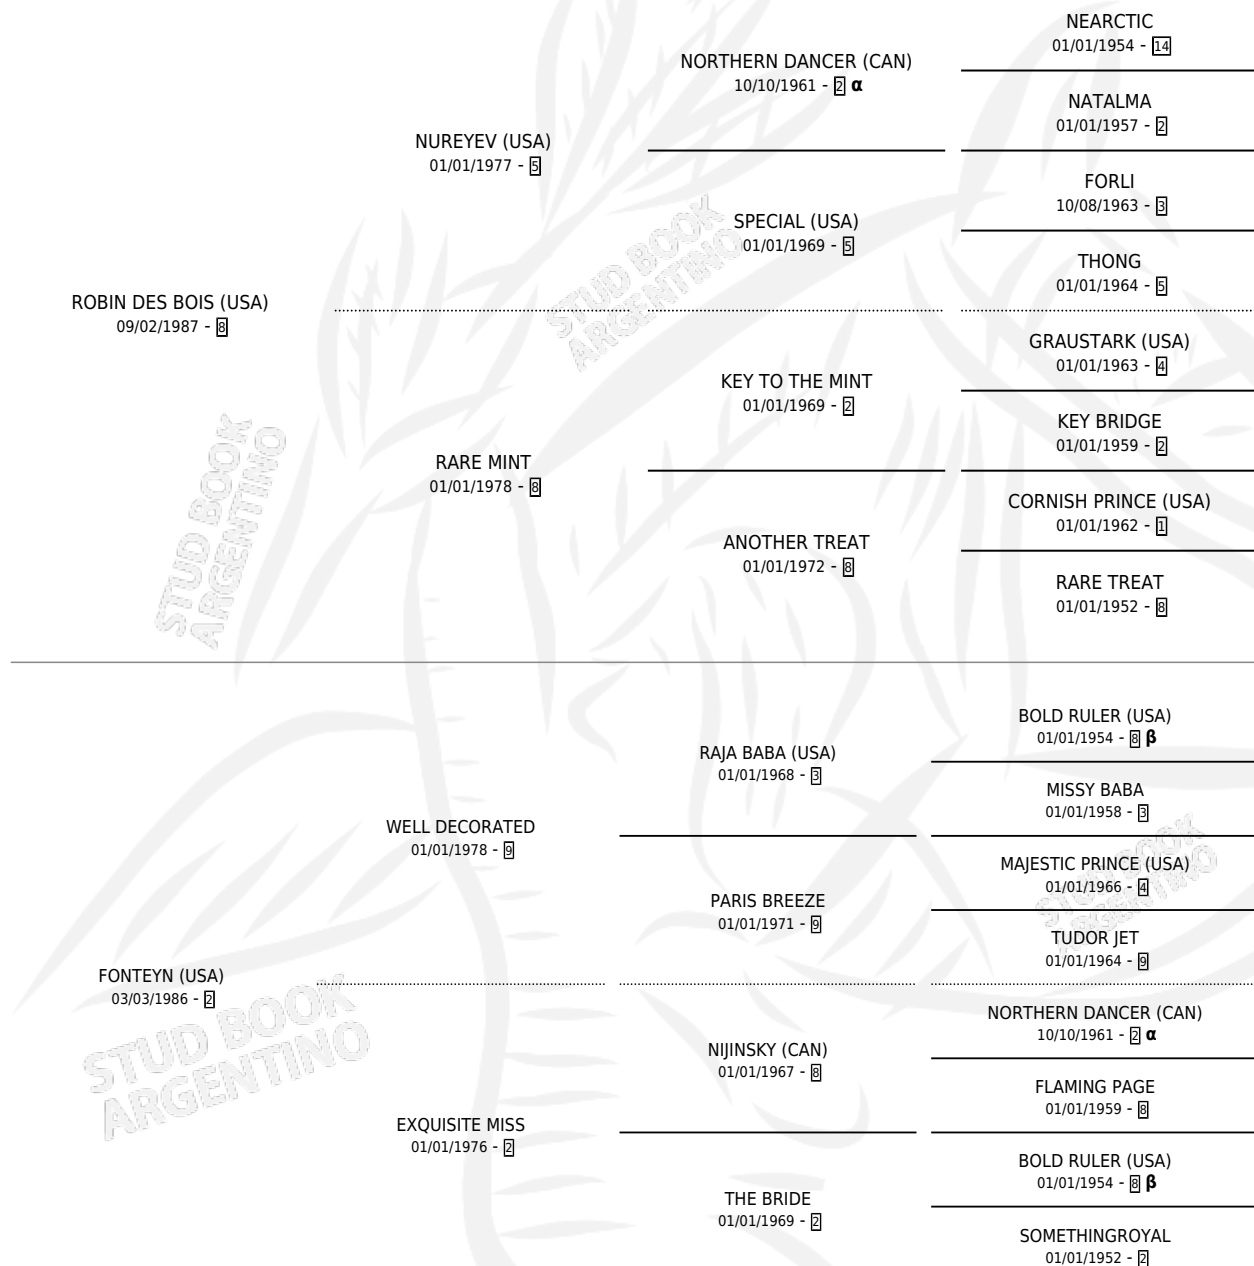 NEARCTIC
01/01/1954 - 14
NORTHERN DANCER (CAN)
10/10/1961 - 2 α
NATALMA
01/01/1957 - 2
NUREYEV (USA)
01/01/1977 - 5
FORLI
10/08/1963 - 3
SPECIAL (USA)
01/01/1969 - 5
THONG
01/01/1964 - 5
ROBIN DES BOIS (USA)
09/02/1987 - 8
GRAUSTARK (USA)
01/01/1963 - 4
KEY TO THE MINT
01/01/1969 - 2
KEY BRIDGE
01/01/1959 - 2
RARE MINT
01/01/1978 - 8
CORNISH PRINCE (USA)
01/01/1962 - 1
ANOTHER TREAT
01/01/1972 - 8
RARE TREAT
01/01/1952 - 8
BOLD RULER (USA)
01/01/1954 - 8 β
RAJA BABA (USA)
01/01/1968 - 3
MISSY BABA
01/01/1958 - 3
WELL DECORATED
01/01/1978 - 9
MAJESTIC PRINCE (USA)
01/01/1966 - 4
PARIS BREEZE
01/01/1971 - 9
TUDOR JET
01/01/1964 - 9
FONTEYN (USA)
03/03/1986 - 2
NORTHERN DANCER (CAN)
10/10/1961 - 2 α
NIJINSKY (CAN)
01/01/1967 - 8
FLAMING PAGE
01/01/1959 - 8
EXQUISITE MISS
01/01/1976 - 2
BOLD RULER (USA)
01/01/1954 - 8 β
THE BRIDE
01/01/1969 - 2
SOMETHINGROYAL
01/01/1952 - 2
STUD BOOK
ARGENTINO
STUD BOOK
ARGENTINO
STUD BOOK
ARGENTINO
STUD BOOK
ARGENTINO